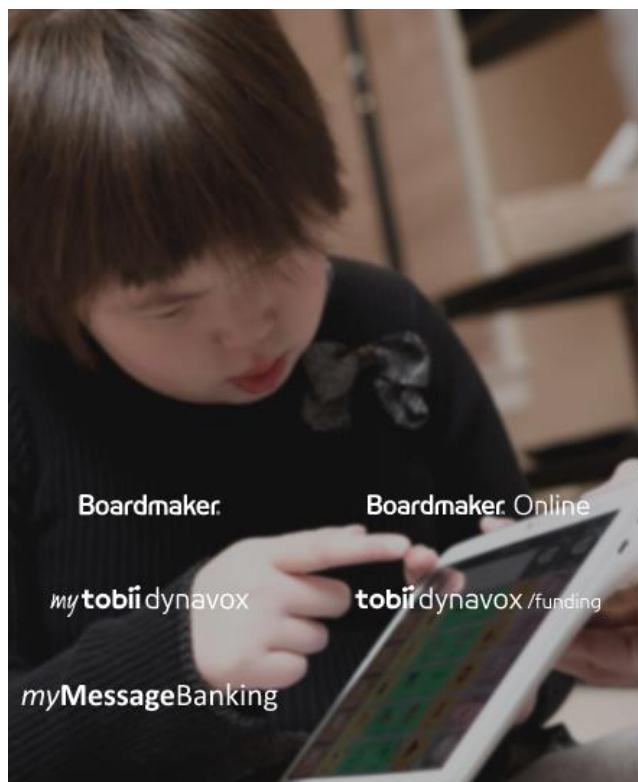 Boardmaker®
Boardmaker® Online
my tobii dynavox
tobii dynavox /funding
myMessageBanking